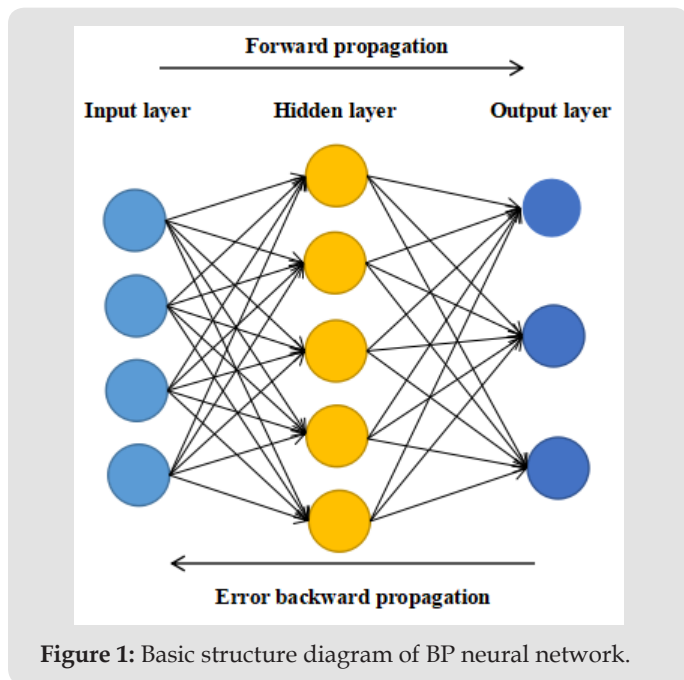 Forward propagation
Input layer Hidden layer Output layer
Error backward propagation
Figure 1: Basic structure diagram of BP neural network.